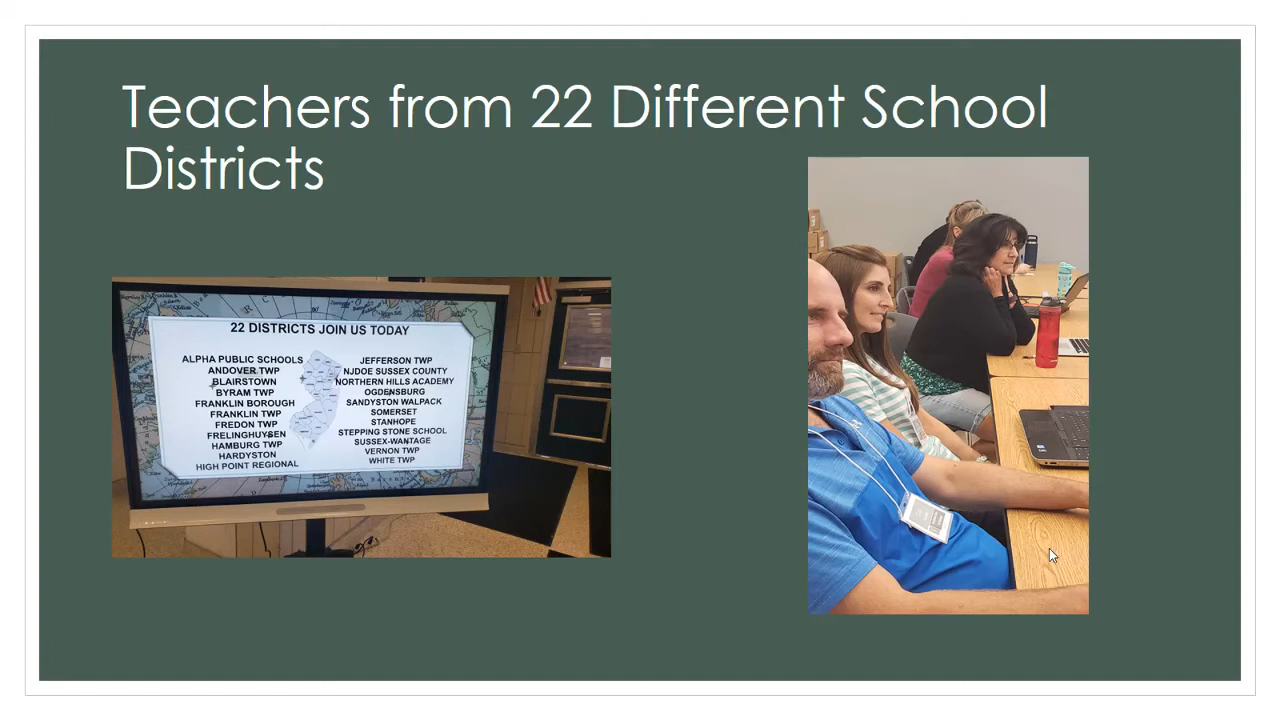 Teachers from 22 Different School
Districts
22 DISTRICTS JOIN US TODAY
ALPHA PUBLIC SCHOOLS
ANDOVER TWP
BLAIRSTOWN
BYRAM TWP
FRANKLIN BOROUGH
FRANKLIN TWP
FREDON TWP
FRELINGHUYSEN
HAMBURG TWP
HARDYSTON
HIGH POINT REGIONAL
JEFFERSON TWP
NJDOE SUSSEX COUNTY
NORTHERN HILLS ACADEMY
OGDENSBURG
SANDYSTON WALPACK
SOMERSET
STANHOPE
STEPPING STONE SCHOOL
SUSSEX-WANTAGE
VERNON TWP
WHITE TWP